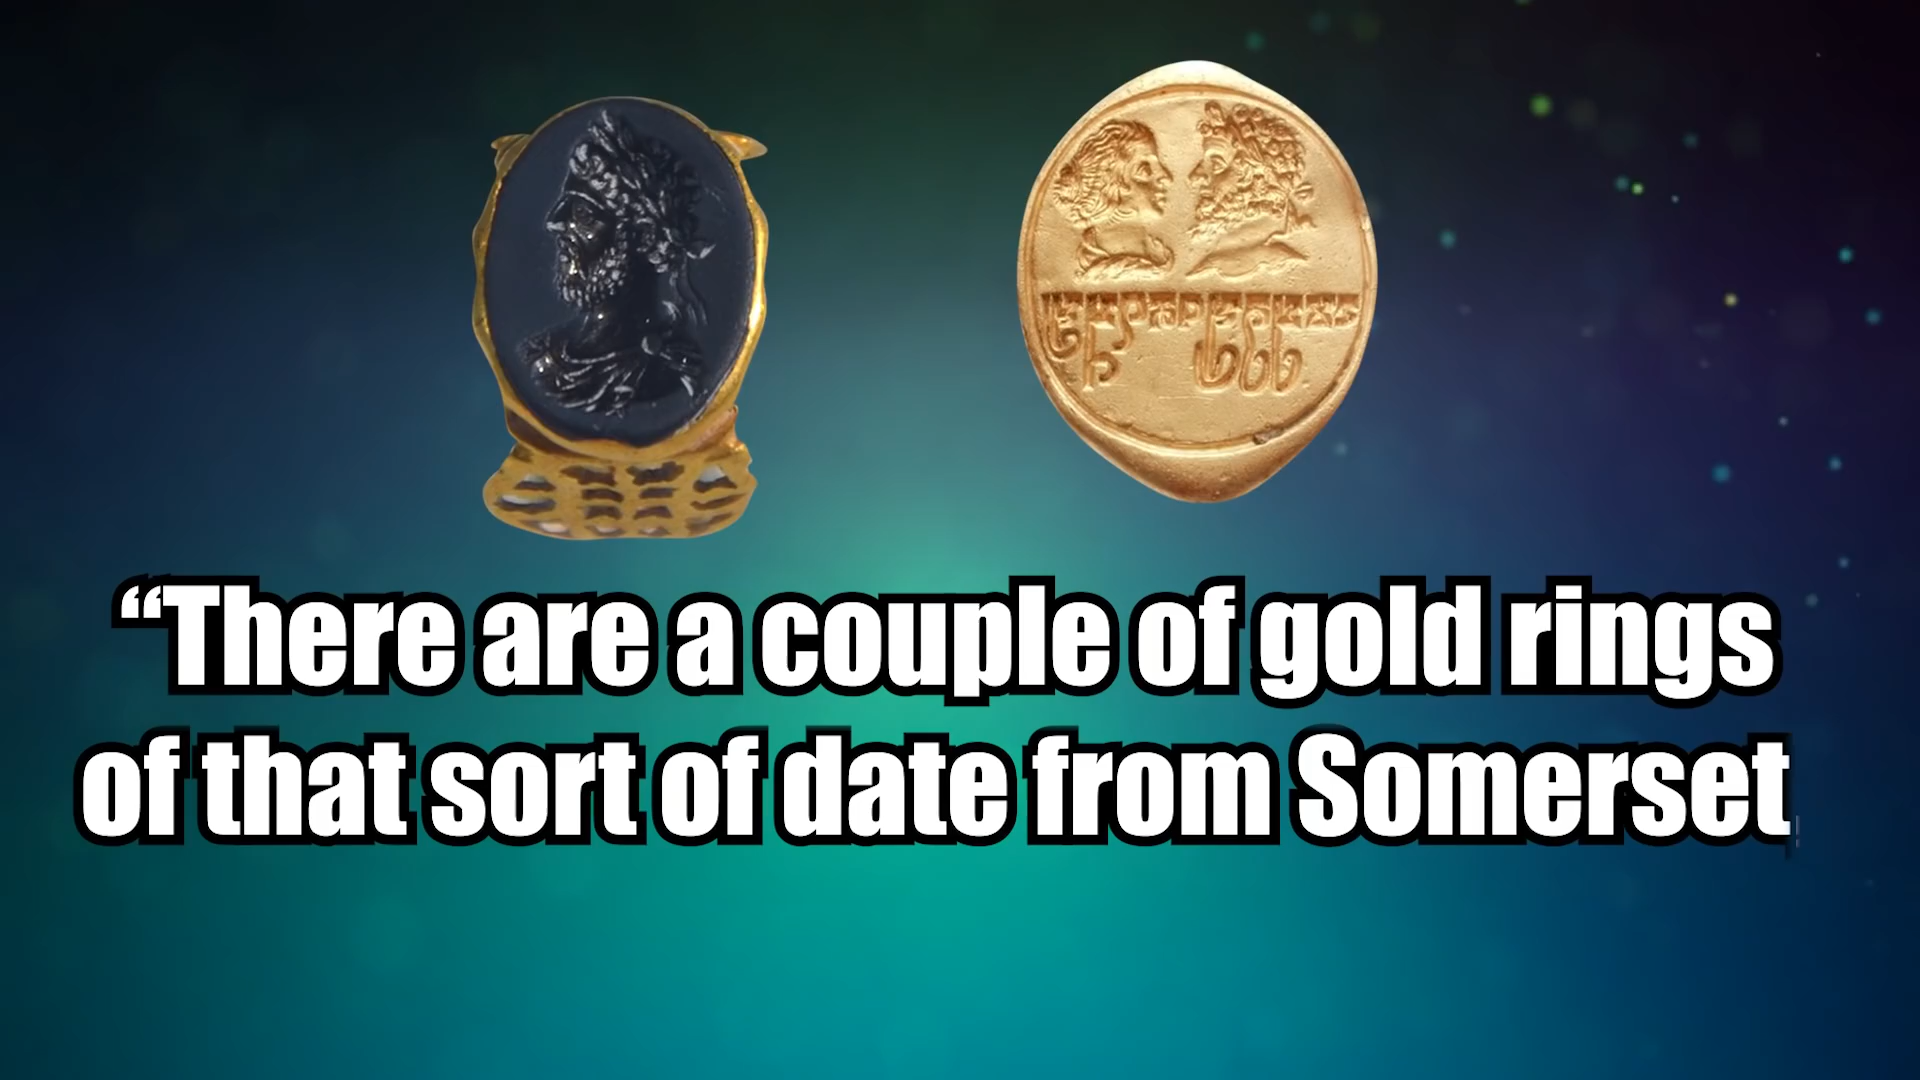 “There are a couple of gold rings
of that sort of date from Somerset